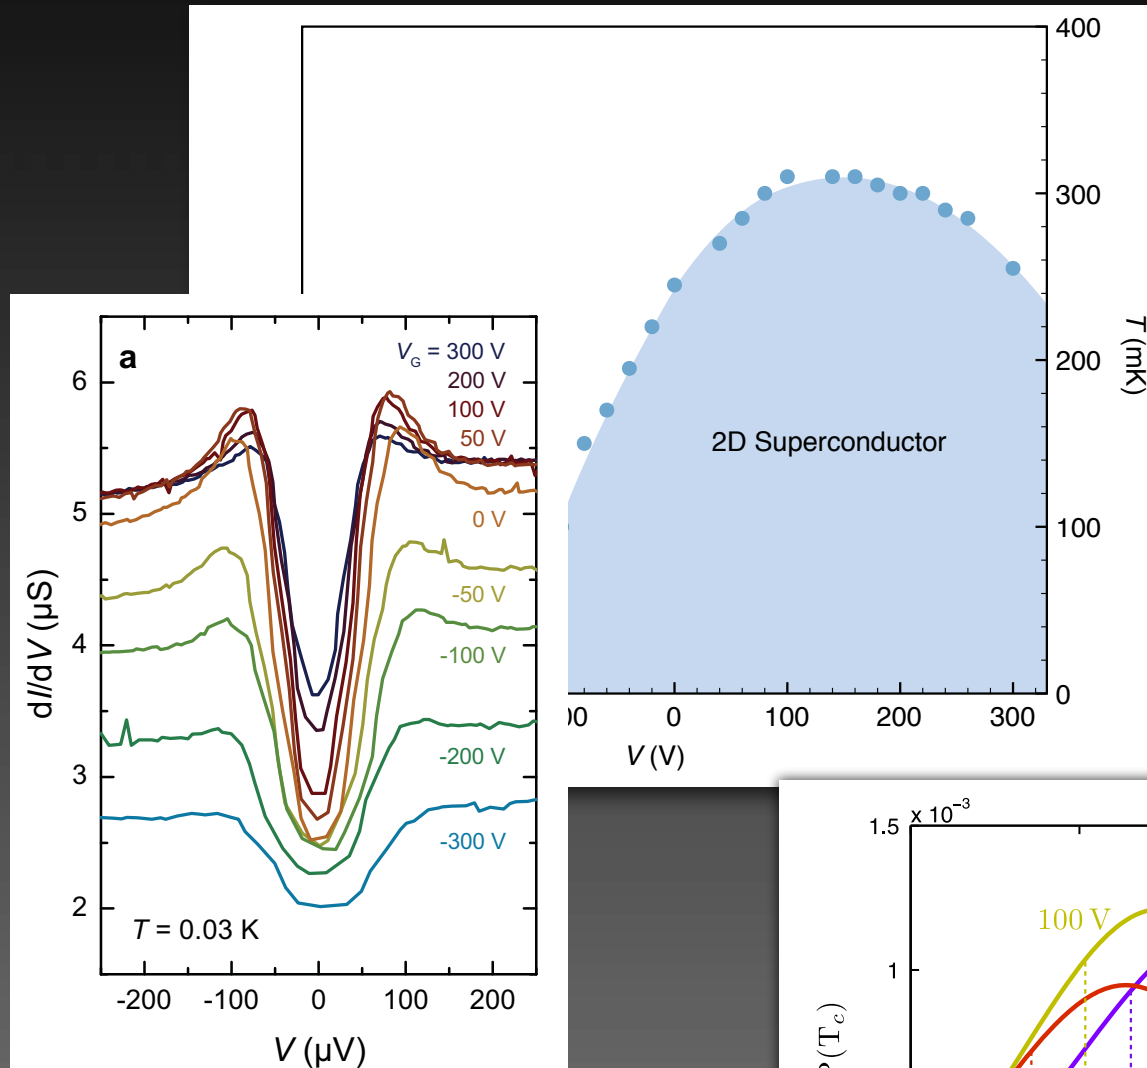 400
300
200
100
0
T (mK)
2D Superconductor
0
100
200
300
V (V)
a
V_G = 300 V
200 V
100 V
50 V
0 V
-50 V
-100 V
-200 V
-300 V
6
5
4
3
2
dI/dV (µS)
T = 0.03 K
-200
-100
0
100
200
V (µV)
x 10⁻³
1.5
100 V
1
(T_c)